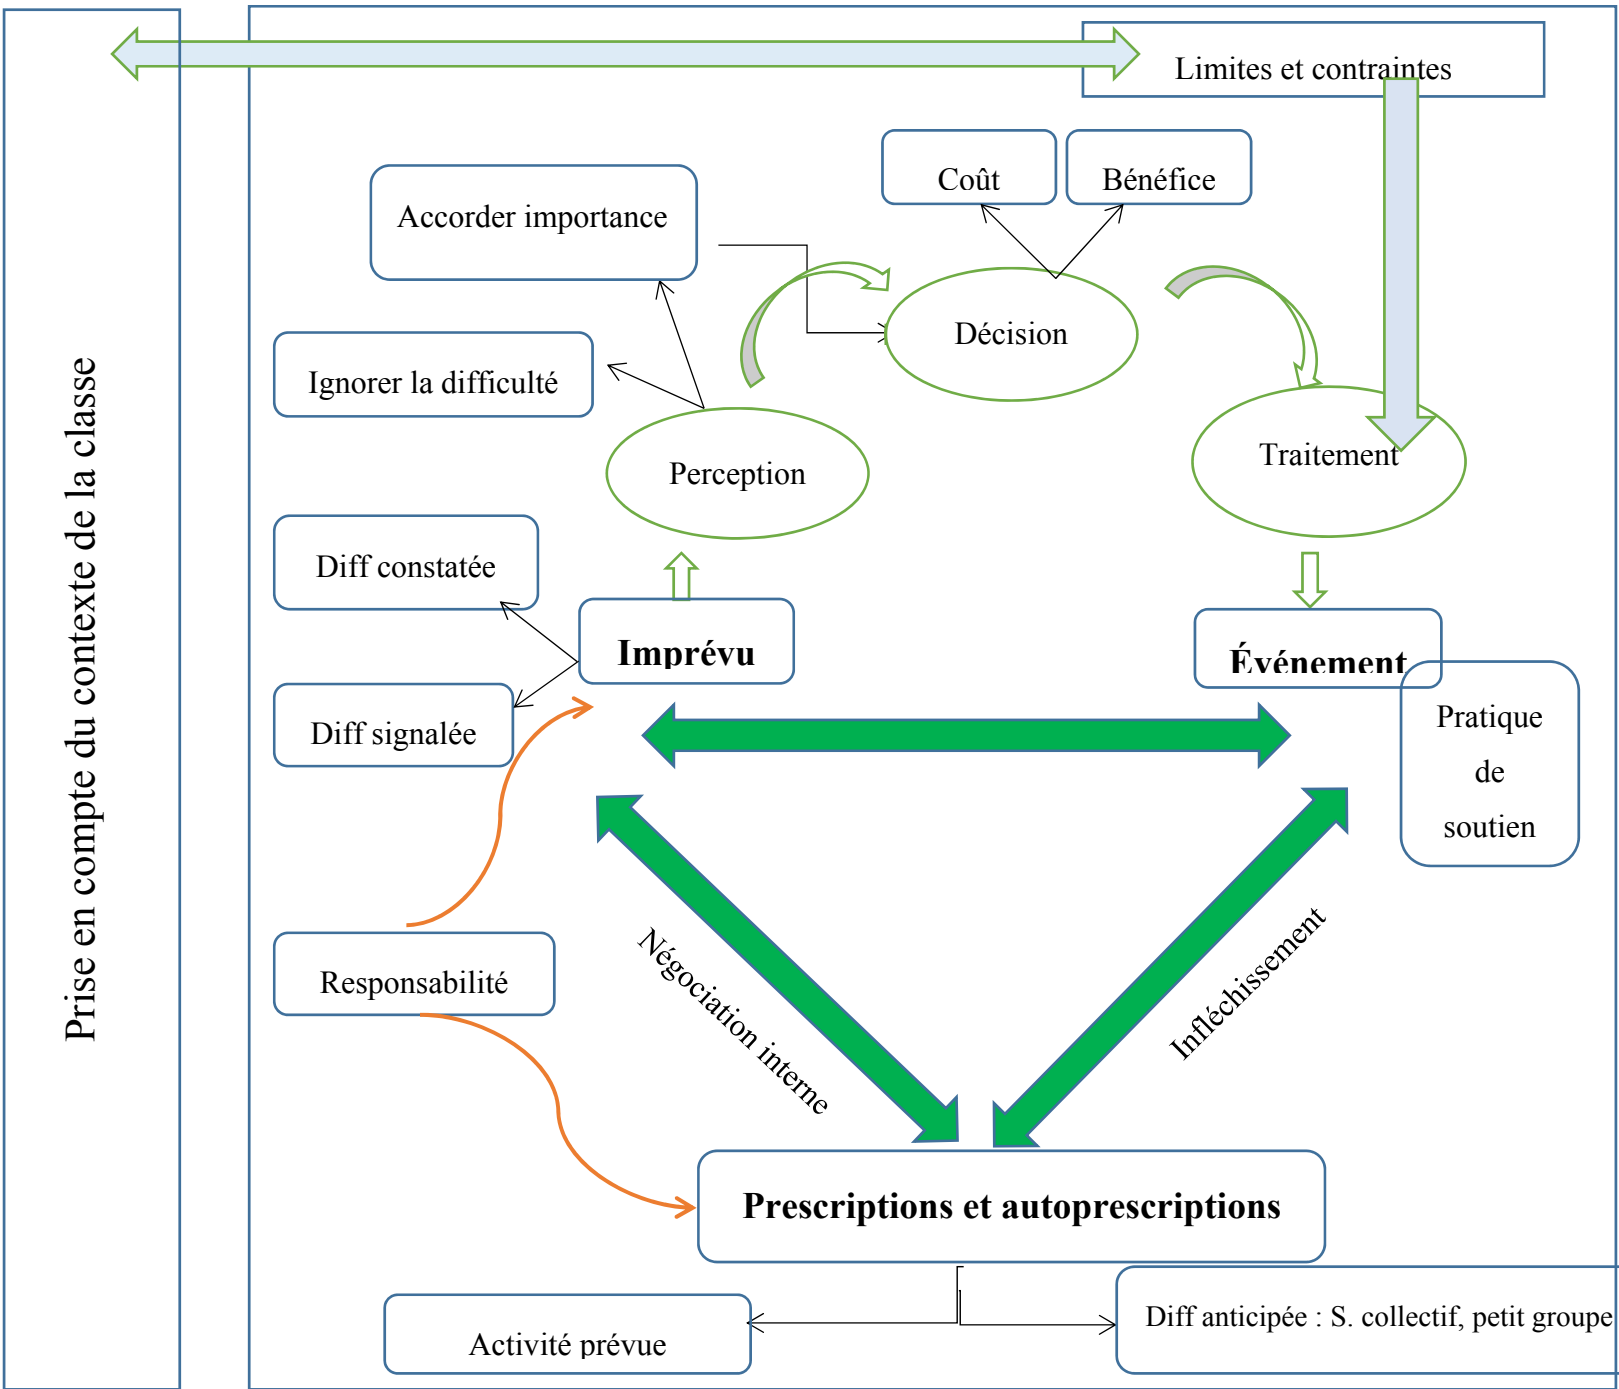 Prise en compte du contexte de la classe
Limites et contraintes
Coût
Bénéfice
Accorder importance
Décision
Ignorer la difficulté
Perception
Traitement
Diff constatée
Imprévu
Événement
Diff signalée
Pratique
de
soutien
Responsabilité
Négociation interne
Infléchissement
Prescriptions et autoprescriptions
Activité prévue
Diff anticipée : S. collectif, petit groupe